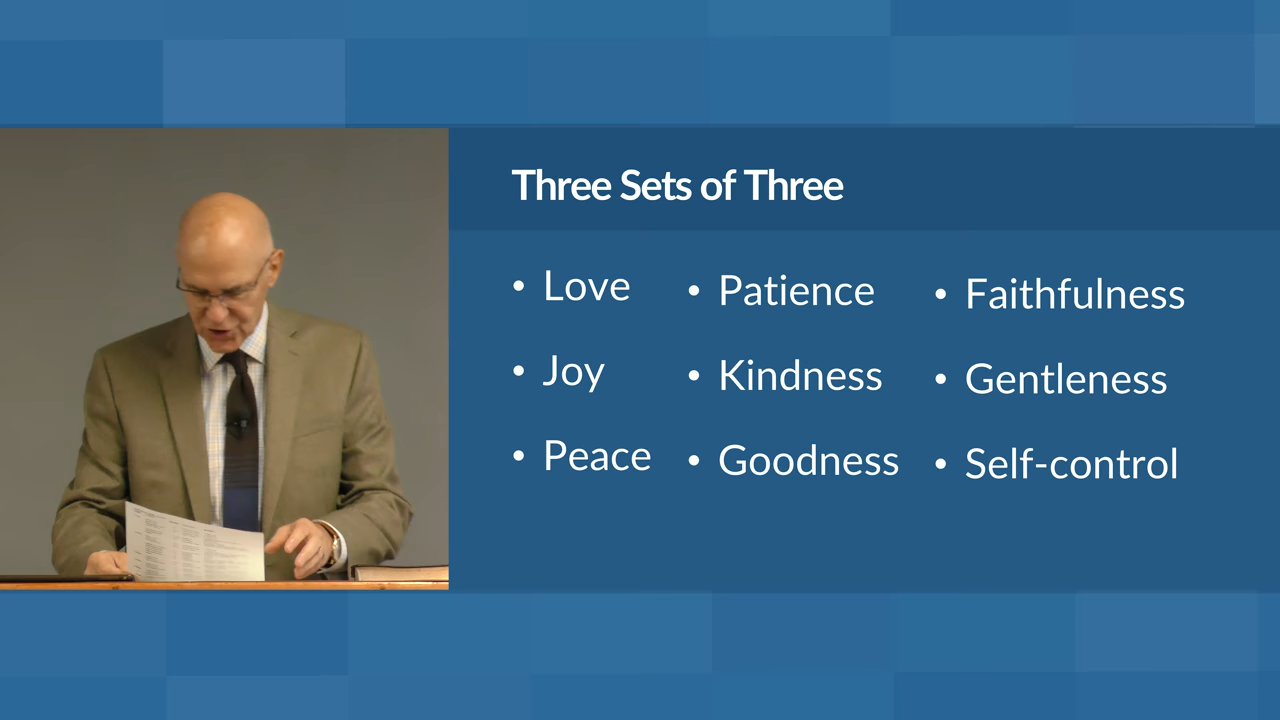 Three Sets of Three
• Love
• Joy
• Peace
• Patience
• Kindness
• Goodness
• Faithfulness
• Gentleness
• Self-control